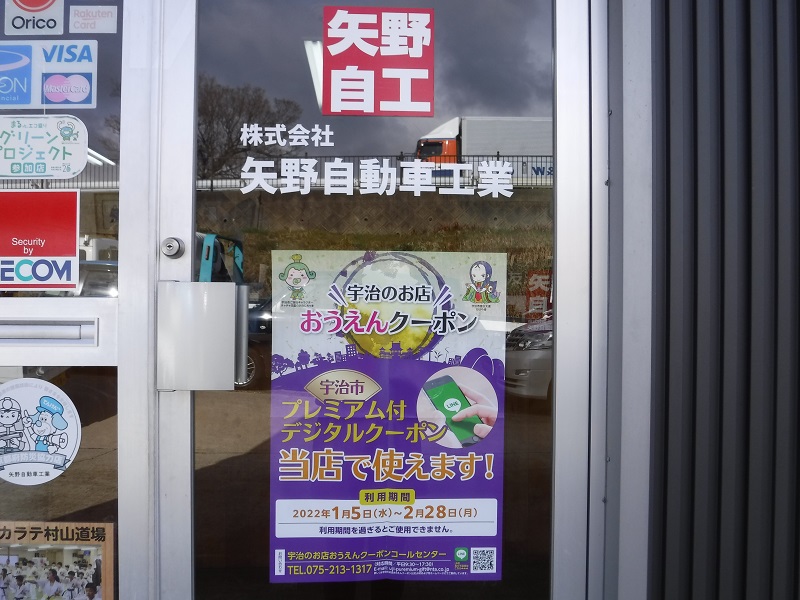 Orico
Rakuten
Card
VISA
MasterCard
グリーン
プロジェクト
参加店
Security
by
ECOM
矢野自動車工業
カラテ村山道場
矢野
自工
株式会社
矢野自動車工業
宇治のお店
おうえんクーポン
宇治市
プレミアム付
デジタルクーポン
LINE
当店で使えます!
利用期間
2022年1月5日(水)~2月28日(月)
利用期間を過ぎるとご使用できません。
宇治のお店おうえんクーポンコールセンター
TEL.075-213-1317